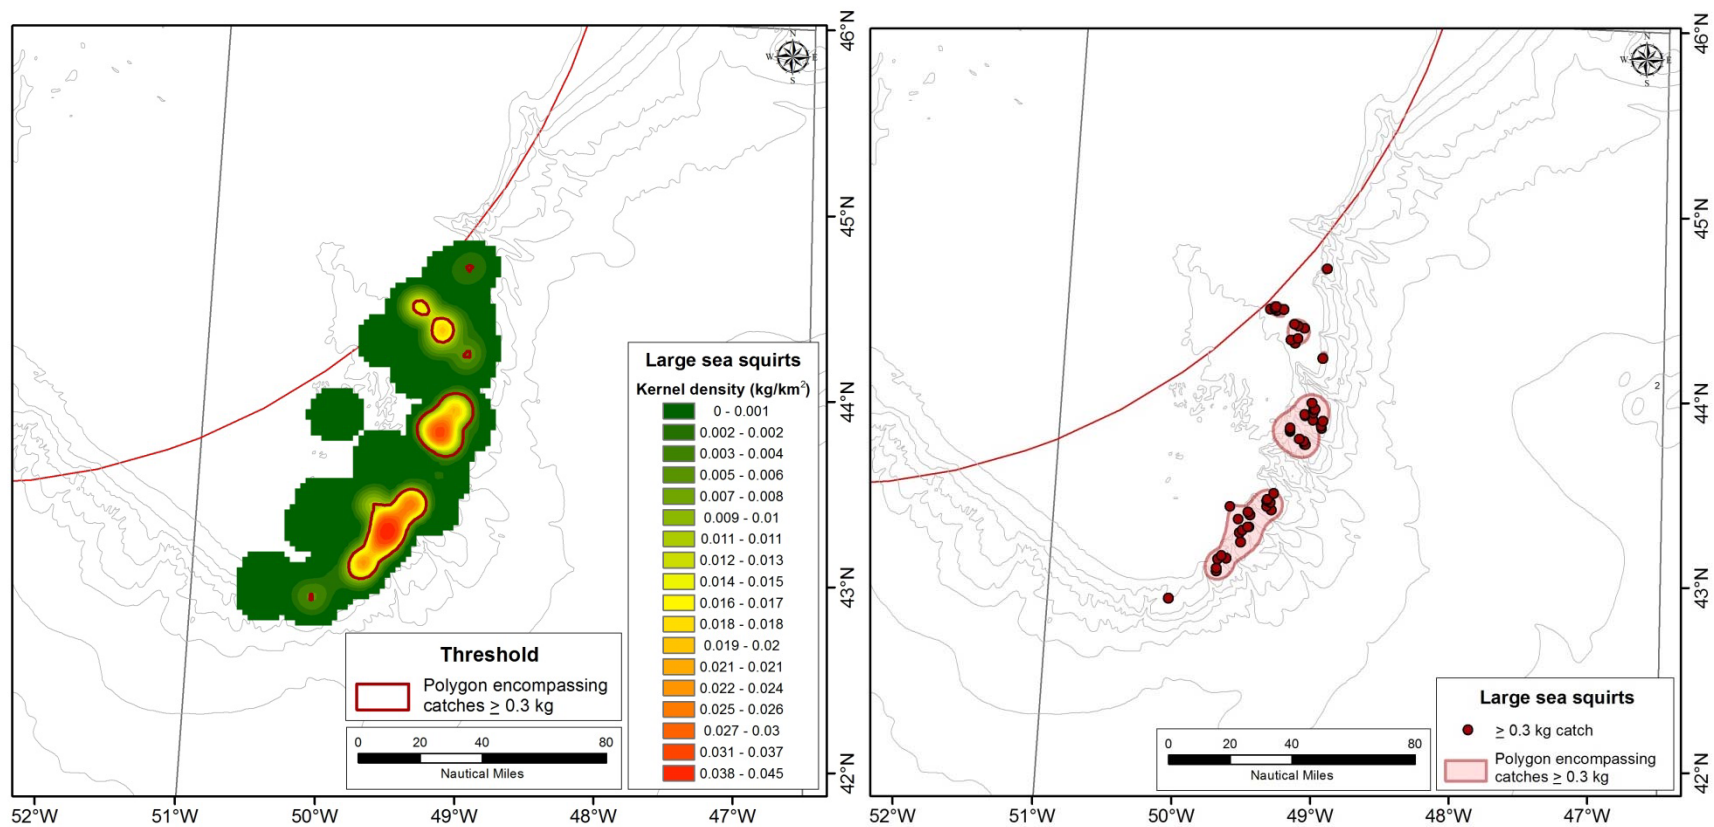 N
W
E
S
46°N
45°N
44°N
43°N
42°N
Large sea squirts
Kernel density (kg/km²)
0 - 0.001
0.002 - 0.002
0.003 - 0.004
0.005 - 0.006
0.007 - 0.008
0.009 - 0.01
0.011 - 0.011
0.012 - 0.013
0.014 - 0.015
0.016 - 0.017
0.018 - 0.018
0.019 - 0.02
0.021 - 0.021
0.022 - 0.024
0.025 - 0.026
0.027 - 0.03
0.031 - 0.037
0.038 - 0.045
Threshold
Polygon encompassing
catches ≥ 0.3 kg
0 20 40 80
Nautical Miles
52°W 51°W 50°W 49°W 48°W 47°W
N
W
E
S
46°N
45°N
44°N
43°N
42°N
2
Large sea squirts
≥ 0.3 kg catch
Polygon encompassing
catches ≥ 0.3 kg
0 20 40 80
Nautical Miles
52°W 51°W 50°W 49°W 48°W 47°W